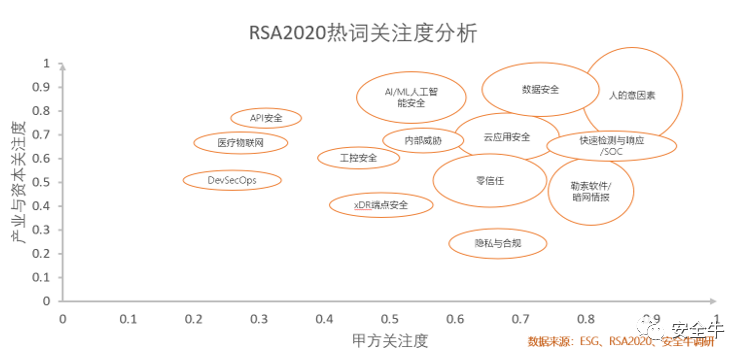 RSA2020热词关注度分析
产业与资本关注度
1
0.9
0.8
0.7
0.6
0.5
0.4
0.3
0.2
0.1
0
AI/ML人工智
能安全
数据安全
人的意因素
API安全
医疗物联网
内部威胁
云应用安全
快速检测与响应
/SOC
工控安全
DevSecOps
零信任
勒索软件/
暗网情报
xDR端点安全
隐私与合规
0
0.1
0.2
0.3
0.4
0.5
0.6
0.7
0.8
0.9
1
甲方关注度
数据来源：ESG、RSA2020、安全牛调研
安全牛